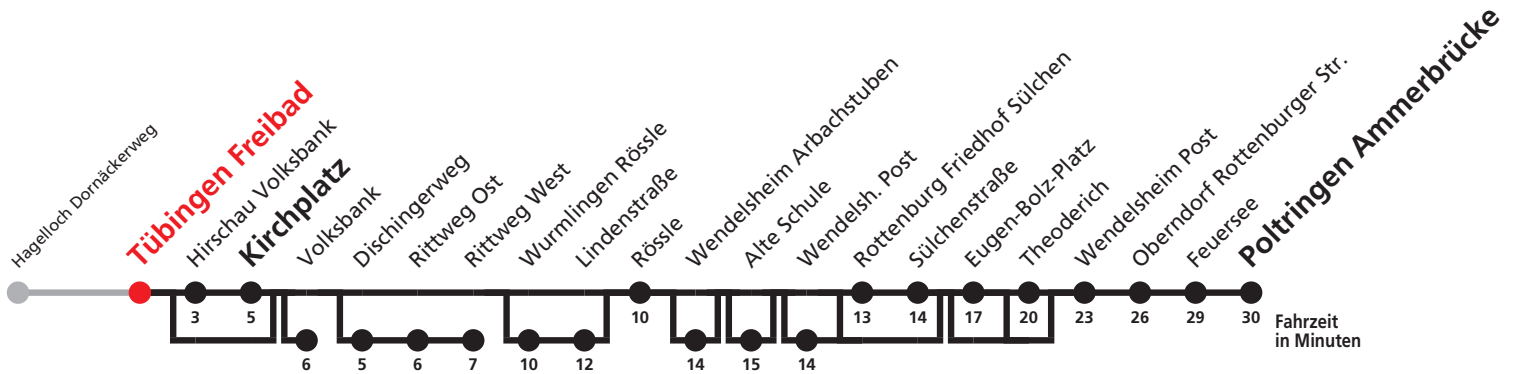 Hagelloch Dornäckerweg
Tübingen Freibad
Hirschau Volksbank
Kirchplatz
Volksbank
Dischingerweg
Rittweg Ost
Rittweg West
Wurmlingen Rössle
Lindenstraße
Rössle
Wendelsheim Arbachstuben
Alte Schule
Wendelsh. Post
Rottenburg Friedhof Sülchen
Sülchenstraße
Eugen-Bolz-Platz
Theoderich
Wendelsheim Post
Oberndorf Rottenburger Str.
Feuersee
Poltringen Ammerbrücke
3 5 10 13 14 17 20 23 26 29 30
Fahrzeit
in Minuten
6 5 6 7 10 12 14 15 14